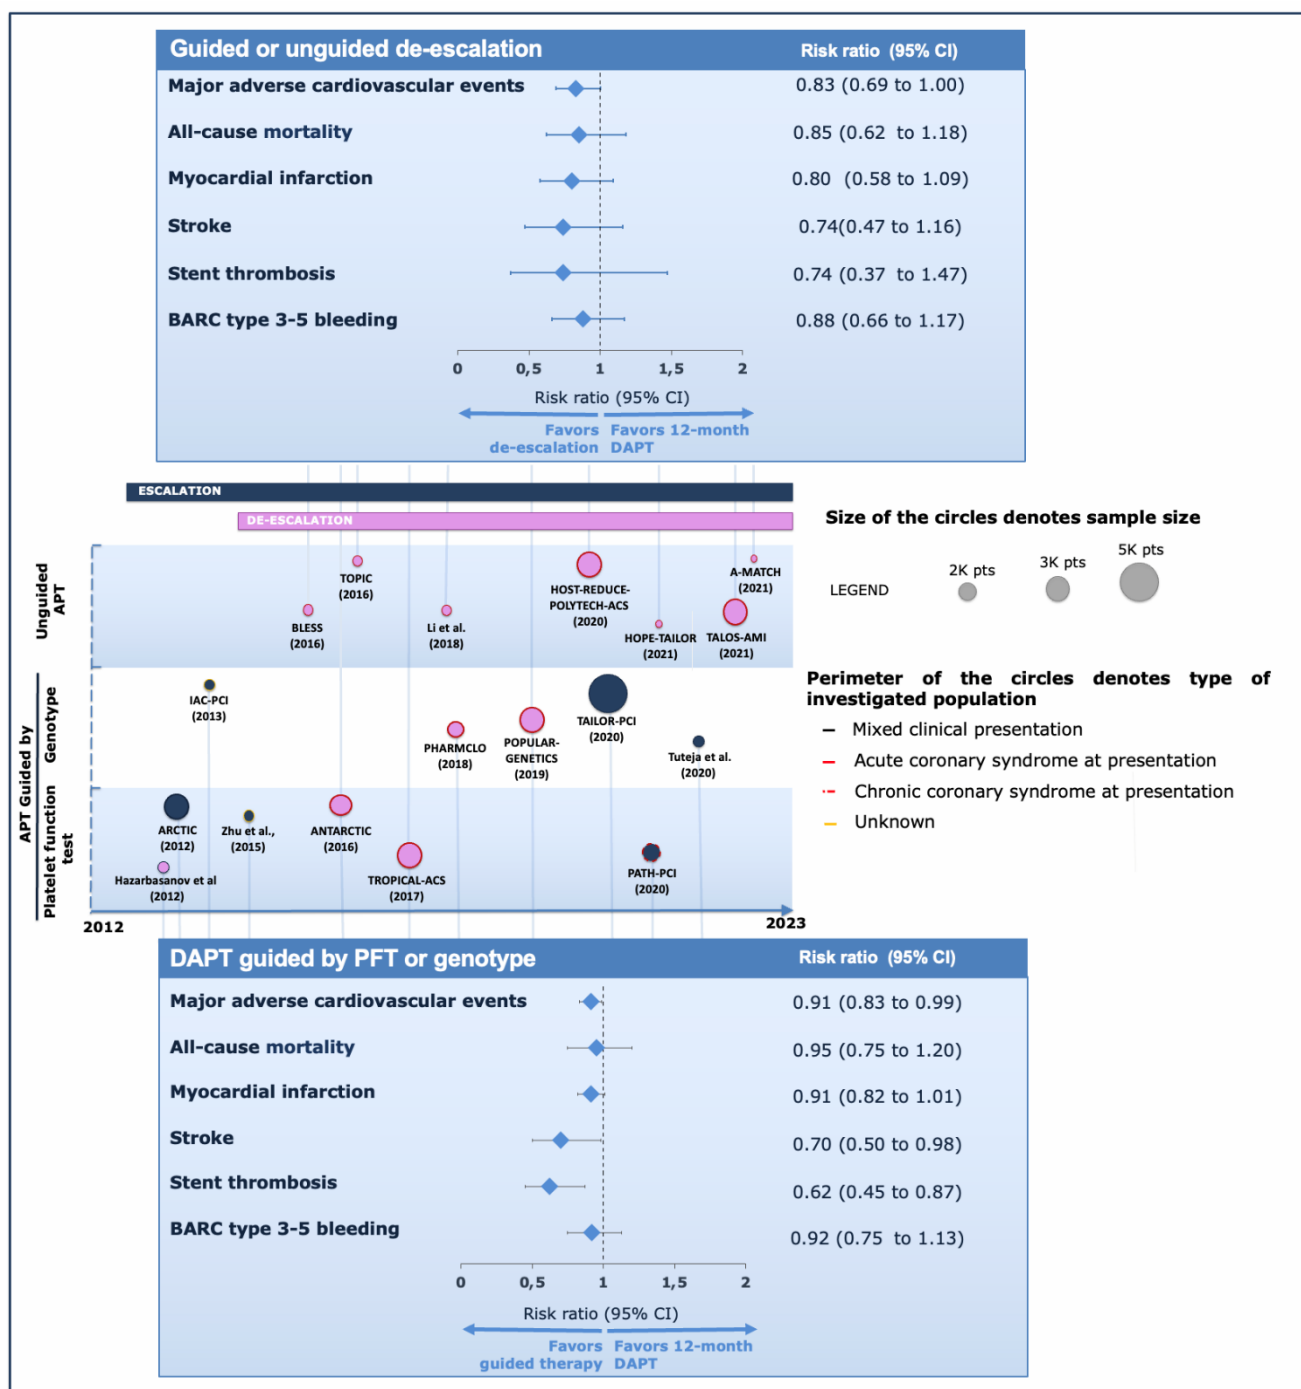 Guided or unguided de-escalation Risk ratio (95% CI)
Major adverse cardiovascular events 0.83 (0.69 to 1.00)
All-cause mortality 0.85 (0.62 to 1.18)
Myocardial infarction 0.80 (0.58 to 1.09)
Stroke 0.74(0.47 to 1.16)
Stent thrombosis 0.74 (0.37 to 1.47)
BARC type 3-5 bleeding 0.88 (0.66 to 1.17)
0 0,5 1 1,5 2
Risk ratio (95% CI)
Favors
de-escalation
Favors 12-month
DAPT
ESCALATION
DE-ESCALATION
Unguided
APT
TOPIC
(2016)
BLESS
(2016)
Li et al.
(2018)
HOST-REDUCE-
POLYTECH-ACS
(2020)
HOPE-TAILOR
(2021)
A-MATCH
(2021)
TALOS-AMI
(2021)
APT Guided by
Genotype
IAC-PCI
(2013)
PHARMCLO
(2018)
POPULAR-
GENETICS
(2019)
TAILOR-PCI
(2020)
Tuteja et al.
(2020)
Platelet function
test
ARCTIC
(2012)
Hazarbasanov et al
(2012)
Zhu et al.,
(2015)
ANTARCTIC
(2016)
TROPICAL-ACS
(2017)
PATH-PCI
(2020)
2012 2023
Size of the circles denotes sample size
LEGEND
2K pts
3K pts
5K pts
Perimeter of the circles denotes type of
investigated population
Mixed clinical presentation
Acute coronary syndrome at presentation
Chronic coronary syndrome at presentation
Unknown
DAPT guided by PFT or genotype Risk ratio (95% CI)
Major adverse cardiovascular events 0.91 (0.83 to 0.99)
All-cause mortality 0.95 (0.75 to 1.20)
Myocardial infarction 0.91 (0.82 to 1.01)
Stroke 0.70 (0.50 to 0.98)
Stent thrombosis 0.62 (0.45 to 0.87)
BARC type 3-5 bleeding 0.92 (0.75 to 1.13)
0 0,5 1 1,5 2
Risk ratio (95% CI)
Favors
guided therapy
Favors 12-month
DAPT